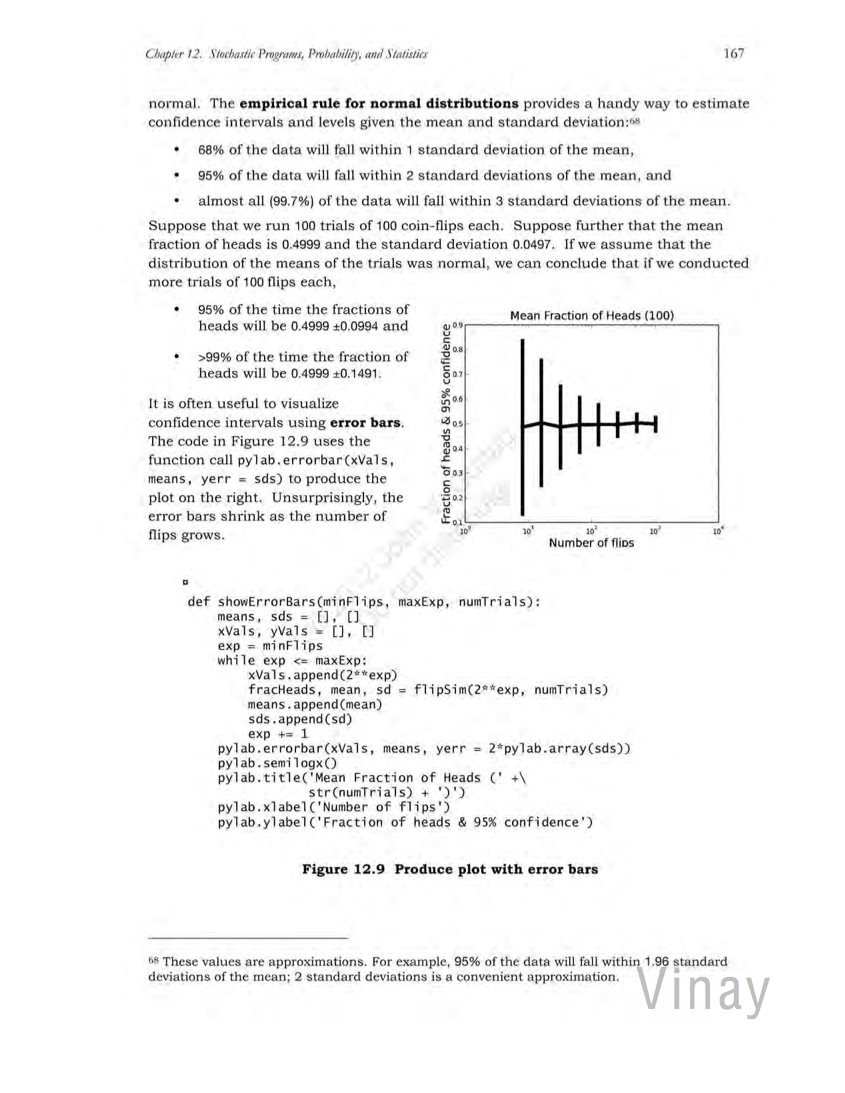 Chapter 12. Stochastic Programs, Probability, and Statistics 167
normal. The empirical rule for normal distributions provides a handy way to estimate
confidence intervals and levels given the mean and standard deviation:68
• 68% of the data will fall within 1 standard deviation of the mean,
• 95% of the data will fall within 2 standard deviations of the mean, and
• almost all (99.7%) of the data will fall within 3 standard deviations of the mean.
Suppose that we run 100 trials of 100 coin-flips each. Suppose further that the mean
fraction of heads is 0.4999 and the standard deviation 0.0497. If we assume that the
distribution of the means of the trials was normal, we can conclude that if we conducted
more trials of 100 flips each,
• 95% of the time the fractions of
heads will be 0.4999 ±0.0994 and
• >99% of the time the fraction of
heads will be 0.4999 ±0.1491.
It is often useful to visualize
confidence intervals using error bars.
The code in Figure 12.9 uses the
function call pylab.errorbar(xVals,
means, yerr = sds) to produce the
plot on the right. Unsurprisingly, the
error bars shrink as the number of
flips grows.
Mean Fraction of Heads (100)
Fraction of heads & 95% confidence
0.9
0.8
0.7
0.6
0.5
0.4
0.3
0.2
0.1
10⁰ 10¹ 10² 10³ 10⁴
Number of flips
def showErrorBars(minFlips, maxExp, numTrials):
    means, sds = [], []
    xVals, yVals = [], []
    exp = minFlips
    while exp <= maxExp:
        xVals.append(2**exp)
        fracHeads, mean, sd = flipSim(2**exp, numTrials)
        means.append(mean)
        sds.append(sd)
        exp += 1
    pylab.errorbar(xVals, means, yerr = 2*pylab.array(sds))
    pylab.semilogx()
    pylab.title('Mean Fraction of Heads (' +\
                str(numTrials) + ')')
    pylab.xlabel('Number of flips')
    pylab.ylabel('Fraction of heads & 95% confidence')
Figure 12.9 Produce plot with error bars
68 These values are approximations. For example, 95% of the data will fall within 1.96 standard
deviations of the mean; 2 standard deviations is a convenient approximation.
Vinay